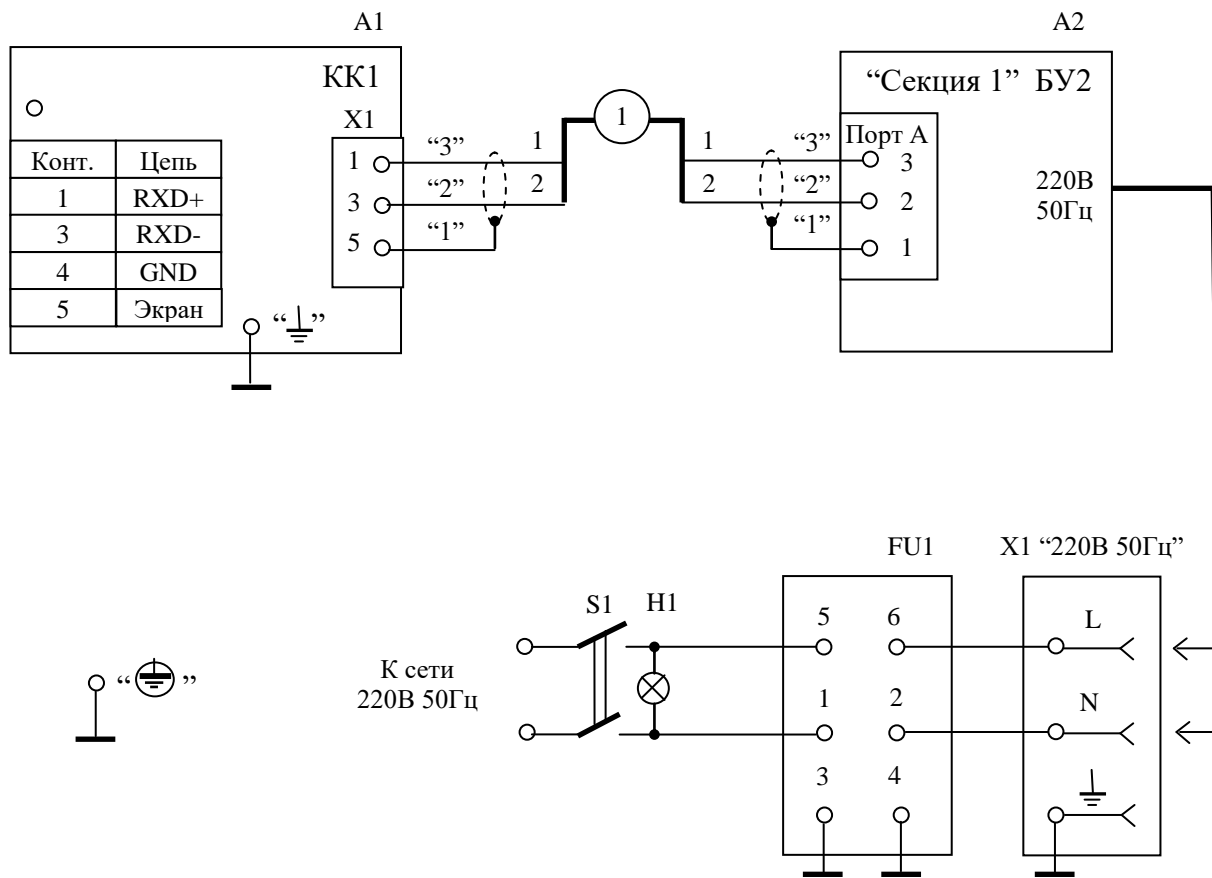 A1
A2
КК1
“Секция 1” БУ2
X1
Порт А
Конт. Цепь
1 RXD+
3 RXD-
4 GND
5 Экран
1 “3” 1
3 “2” 2
5 “1”
1
1 “3” 3
2 “2” 2
“1” 1
220В
50Гц
“ ”
FU1
X1 “220В 50Гц”
S1 H1
5 6
L
К сети
220В 50Гц
“ ”
1 2
N
3 4